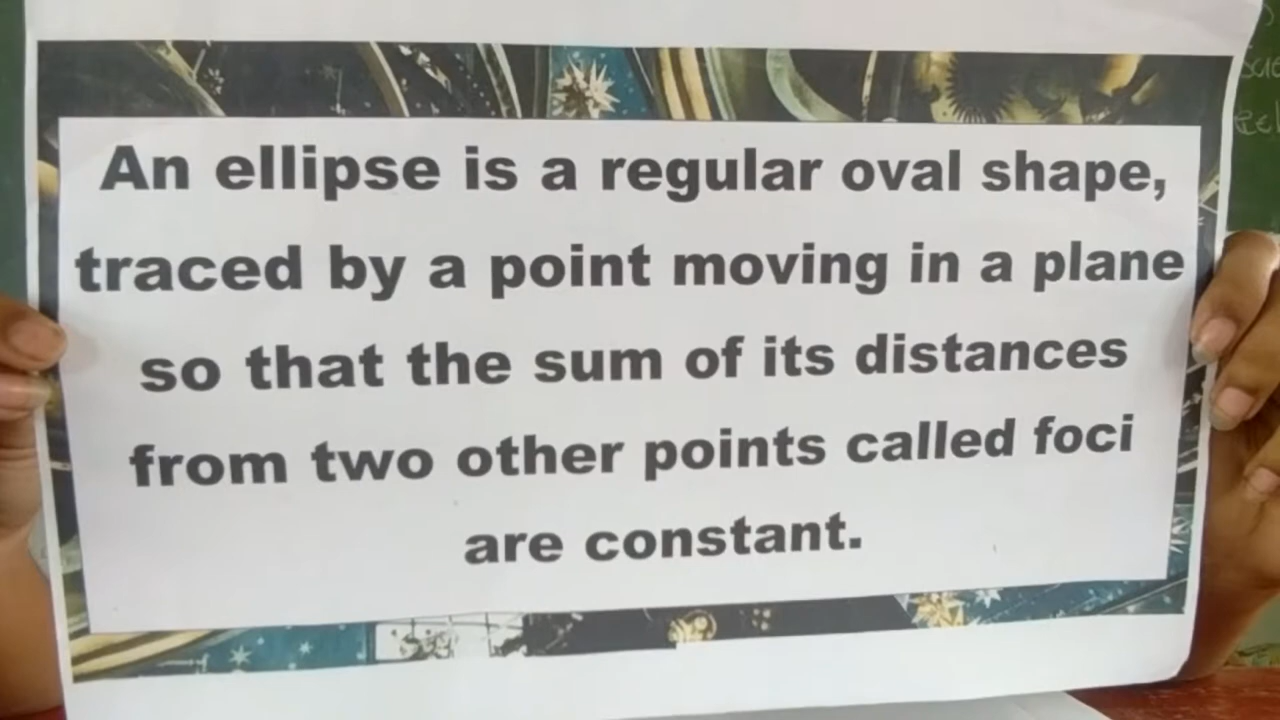 An ellipse is a regular oval shape,
traced by a point moving in a plane
so that the sum of its distances
from two other points called foci
are constant.